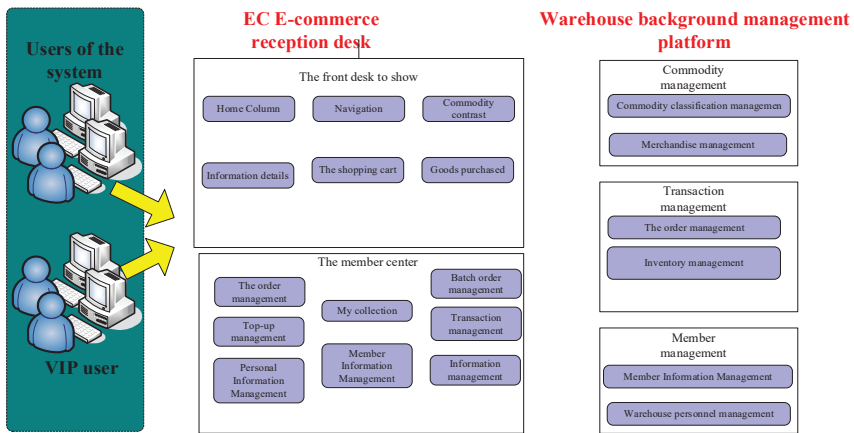 Users of the
system
VIP user
EC E-commerce
reception desk
The front desk to show
Home Column
Navigation
Commodity
contrast
Information details
The shopping cart
Goods purchased
The member center
The order
management
My collection
Batch order
management
Top-up
management
Transaction
management
Personal
Information
Management
Member
Information
Management
Information
management
Warehouse background management
platform
Commodity
management
Commodity classification managemen
Merchandise management
Transaction
management
The order management
Inventory management
Member
management
Member Information Management
Warehouse personnel management